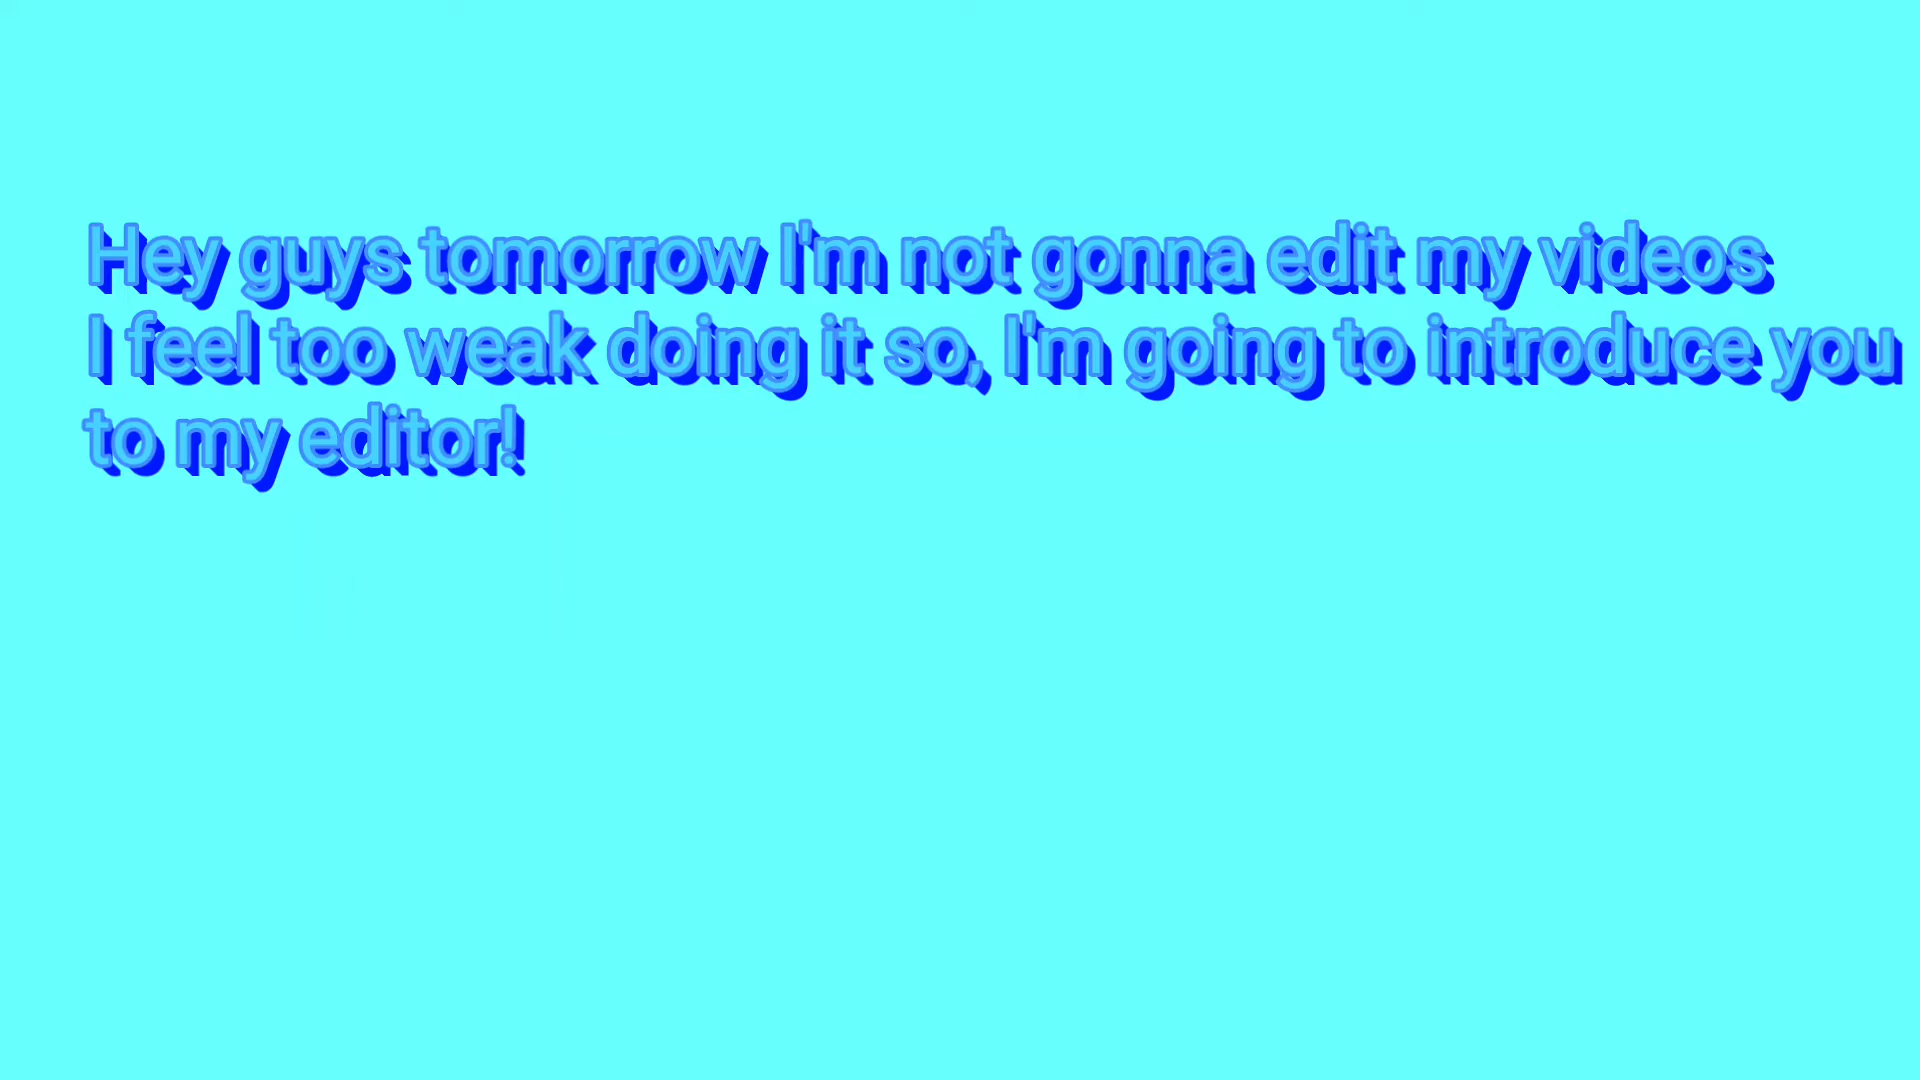 Hey guys tomorrow I'm not gonna edit my videos
I feel too weak doing it so, I'm going to introduce you
to my editor!